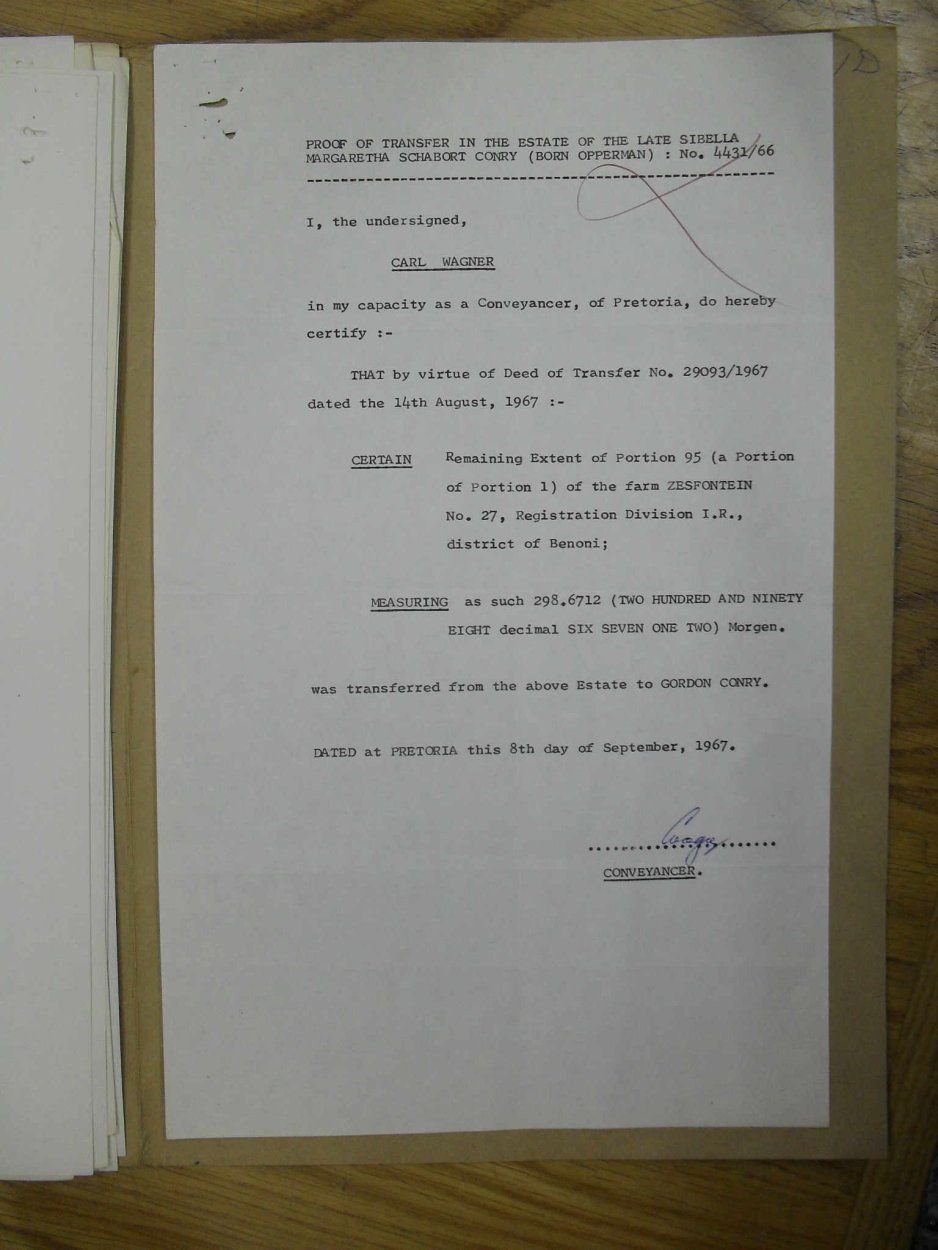 PROOF OF TRANSFER IN THE ESTATE OF THE LATE SIBELLA
MARGARETHA SCHABORT CONRY (BORN OPPERMAN) : No. 4431/66
I, the undersigned,
CARL WAGNER
in my capacity as a Conveyancer, of Pretoria, do hereby
certify :-
THAT by virtue of Deed of Transfer No. 29093/1967
dated the 14th August, 1967 :-
CERTAIN Remaining Extent of Portion 95 (a Portion
of Portion 1) of the farm ZESFONTEIN
No. 27, Registration Division I.R.,
district of Benoni;
MEASURING as such 298.6712 (TWO HUNDRED AND NINETY
EIGHT decimal SIX SEVEN ONE TWO) Morgen.
was transferred from the above Estate to GORDON CONRY.
DATED at PRETORIA this 8th day of September, 1967.
CONVEYANCER.